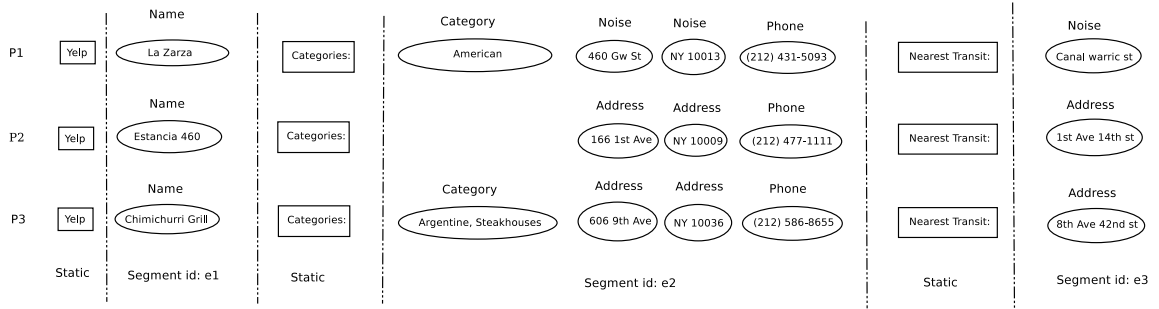 Name Category Noise Noise Phone Noise
P1 Yelp La Zarza Categories: American 460 Gw St NY 10013 (212) 431-5093 Nearest Transit: Canal warric st
Name Address Address Phone Address
P2 Yelp Estancia 460 Categories: 166 1st Ave NY 10009 (212) 477-1111 Nearest Transit: 1st Ave 14th st
Name Category Address Address Phone Address
P3 Yelp Chimichurri Grill Categories: Argentine, Steakhouses 606 9th Ave NY 10036 (212) 586-8655 Nearest Transit: 8th Ave 42nd st
Static Segment id: e1 Static Segment id: e2 Static Segment id: e3